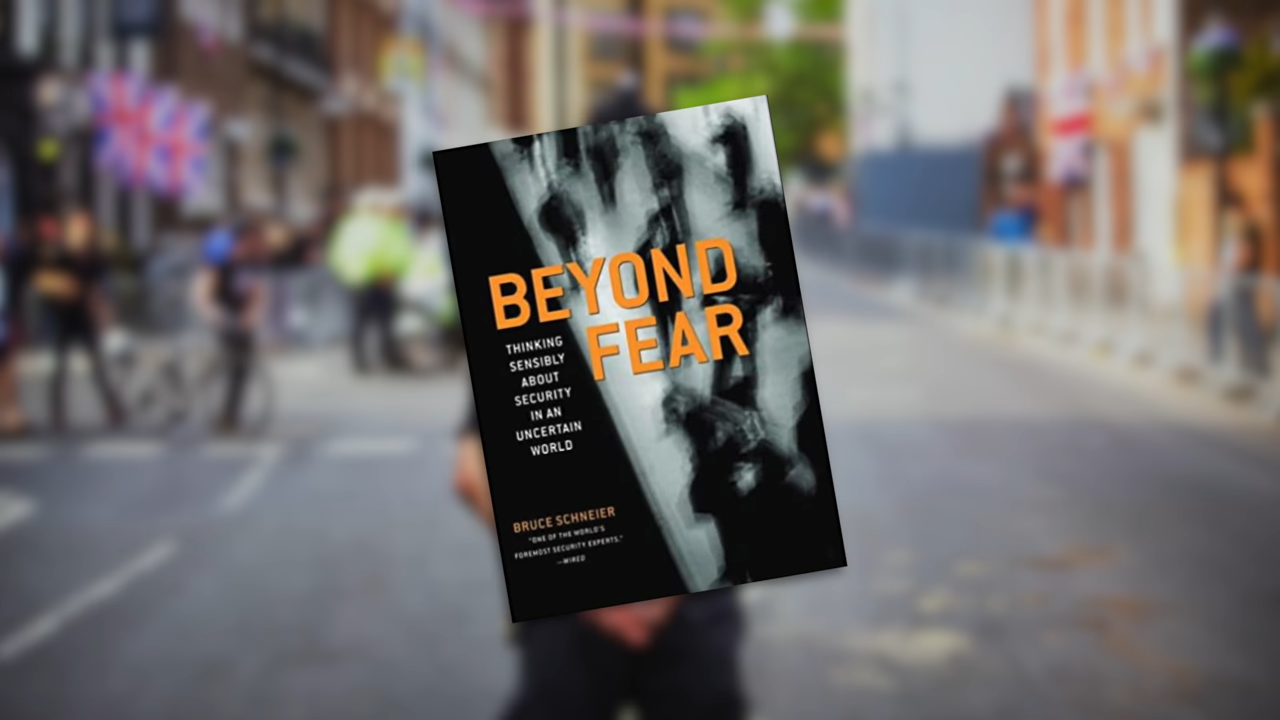 BEYOND
FEAR
THINKING
SENSIBLY
ABOUT
SECURITY
IN AN
UNCERTAIN
WORLD
BRUCE SCHNEIER
"ONE OF THE WORLD'S
FOREMOST SECURITY EXPERTS."
—WIRED